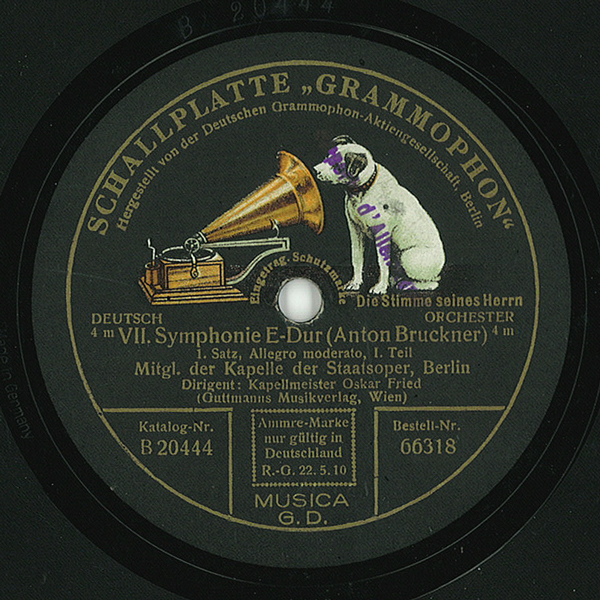 B 20444
SCHALLPLATTE „GRAMMOPHON“
Hergestellt von der Deutschen Grammophon-Aktiengesellschaft, Berlin
Eingetrag. Schutzmarke
Die Stimme seines Herrn
DEUTSCH ORCHESTER
4 m VII. Symphonie E-Dur (Anton Bruckner) 4 m
1. Satz, Allegro moderato, I. Teil
Mitgl. der Kapelle der Staatsoper, Berlin
Dirigent: Kapellmeister Oskar Fried
(Guttmanns Musikverlag, Wien)
Katalog-Nr.
B 20444
Ammre-Marke
nur gültig in
Deutschland
R.-G. 22. 5. 10
Bestell-Nr.
66318
MUSICA
G. D.
Germany